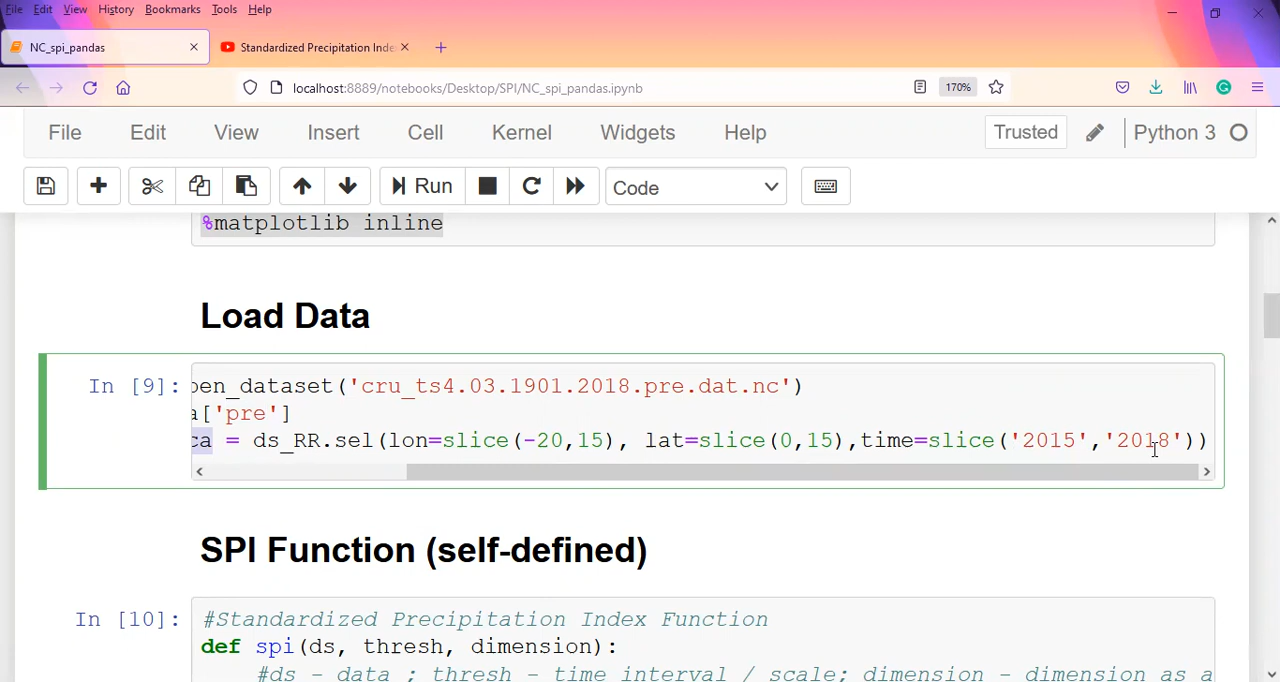 File Edit View History Bookmarks Tools Help
NC_spi_pandas
Standardized Precipitation Inde
localhost:8889/notebooks/Desktop/SPI/NC_spi_pandas.ipynb
170%
File Edit View Insert Cell Kernel Widgets Help
Trusted
Python 3
Run
Code
%matplotlib inline
Load Data
In [9]: pen_dataset('cru_ts4.03.1901.2018.pre.dat.nc')
a['pre']
ca = ds_RR.sel(lon=slice(-20,15), lat=slice(0,15),time=slice('2015','2018'))
SPI Function (self-defined)
In [10]: #Standardized Precipitation Index Function
def spi(ds, thresh, dimension):
#ds - data ; thresh - time interval / scale; dimension - dimension as a